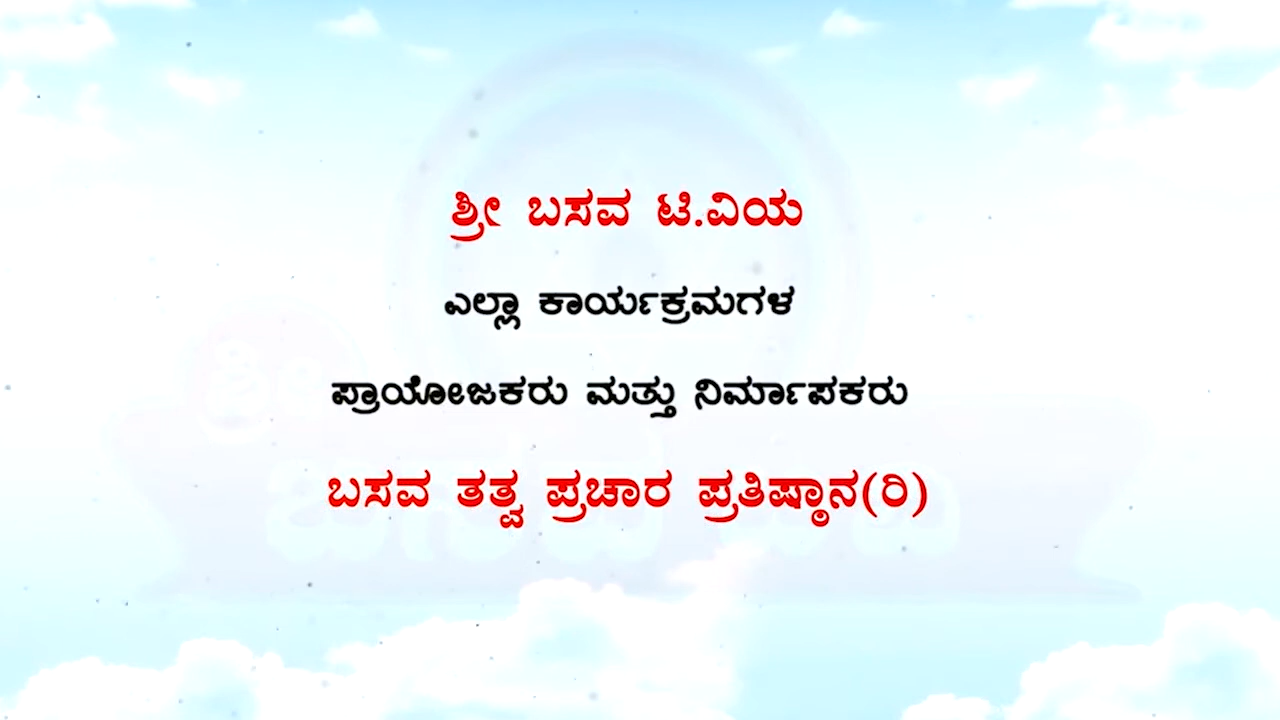 ಶ್ರೀ ಬಸವ ಟಿ.ವಿಯ
ಎಲ್ಲಾ ಕಾರ್ಯಕ್ರಮಗಳ
ಪ್ರಾಯೋಜಕರು ಮತ್ತು ನಿರ್ಮಾಪಕರು
ಬಸವ ತತ್ವ ಪ್ರಚಾರ ಪ್ರತಿಷ್ಠಾನ(ರಿ)